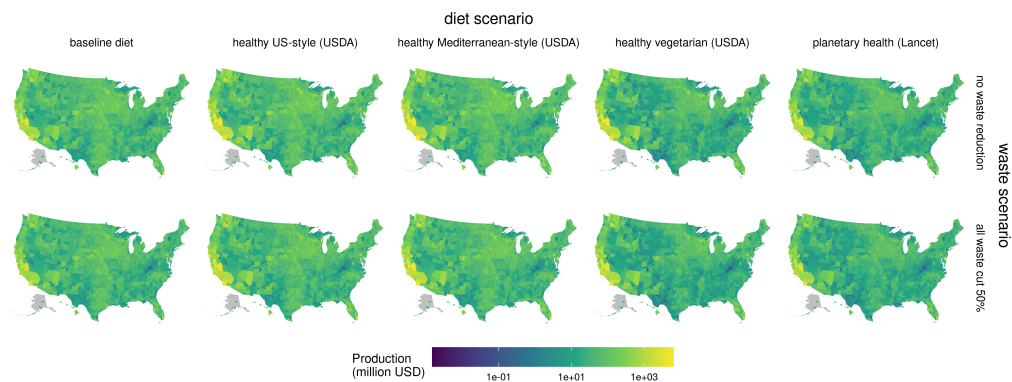 diet scenario
baseline diet
healthy US-style (USDA)
healthy Mediterranean-style (USDA)
healthy vegetarian (USDA)
planetary health (Lancet)
no waste reduction
all waste cut 50%
waste scenario
Production
(million USD)
1e-01
1e+01
1e+03